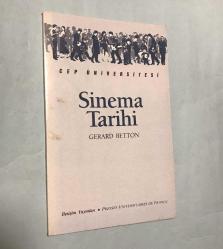 CEP ÜNİVERSİTESİ
Sinema
Tarihi
GERARD BETTON
İletişim Yayınları • PRESSES UNIVERSITAIRES DE FRANCE